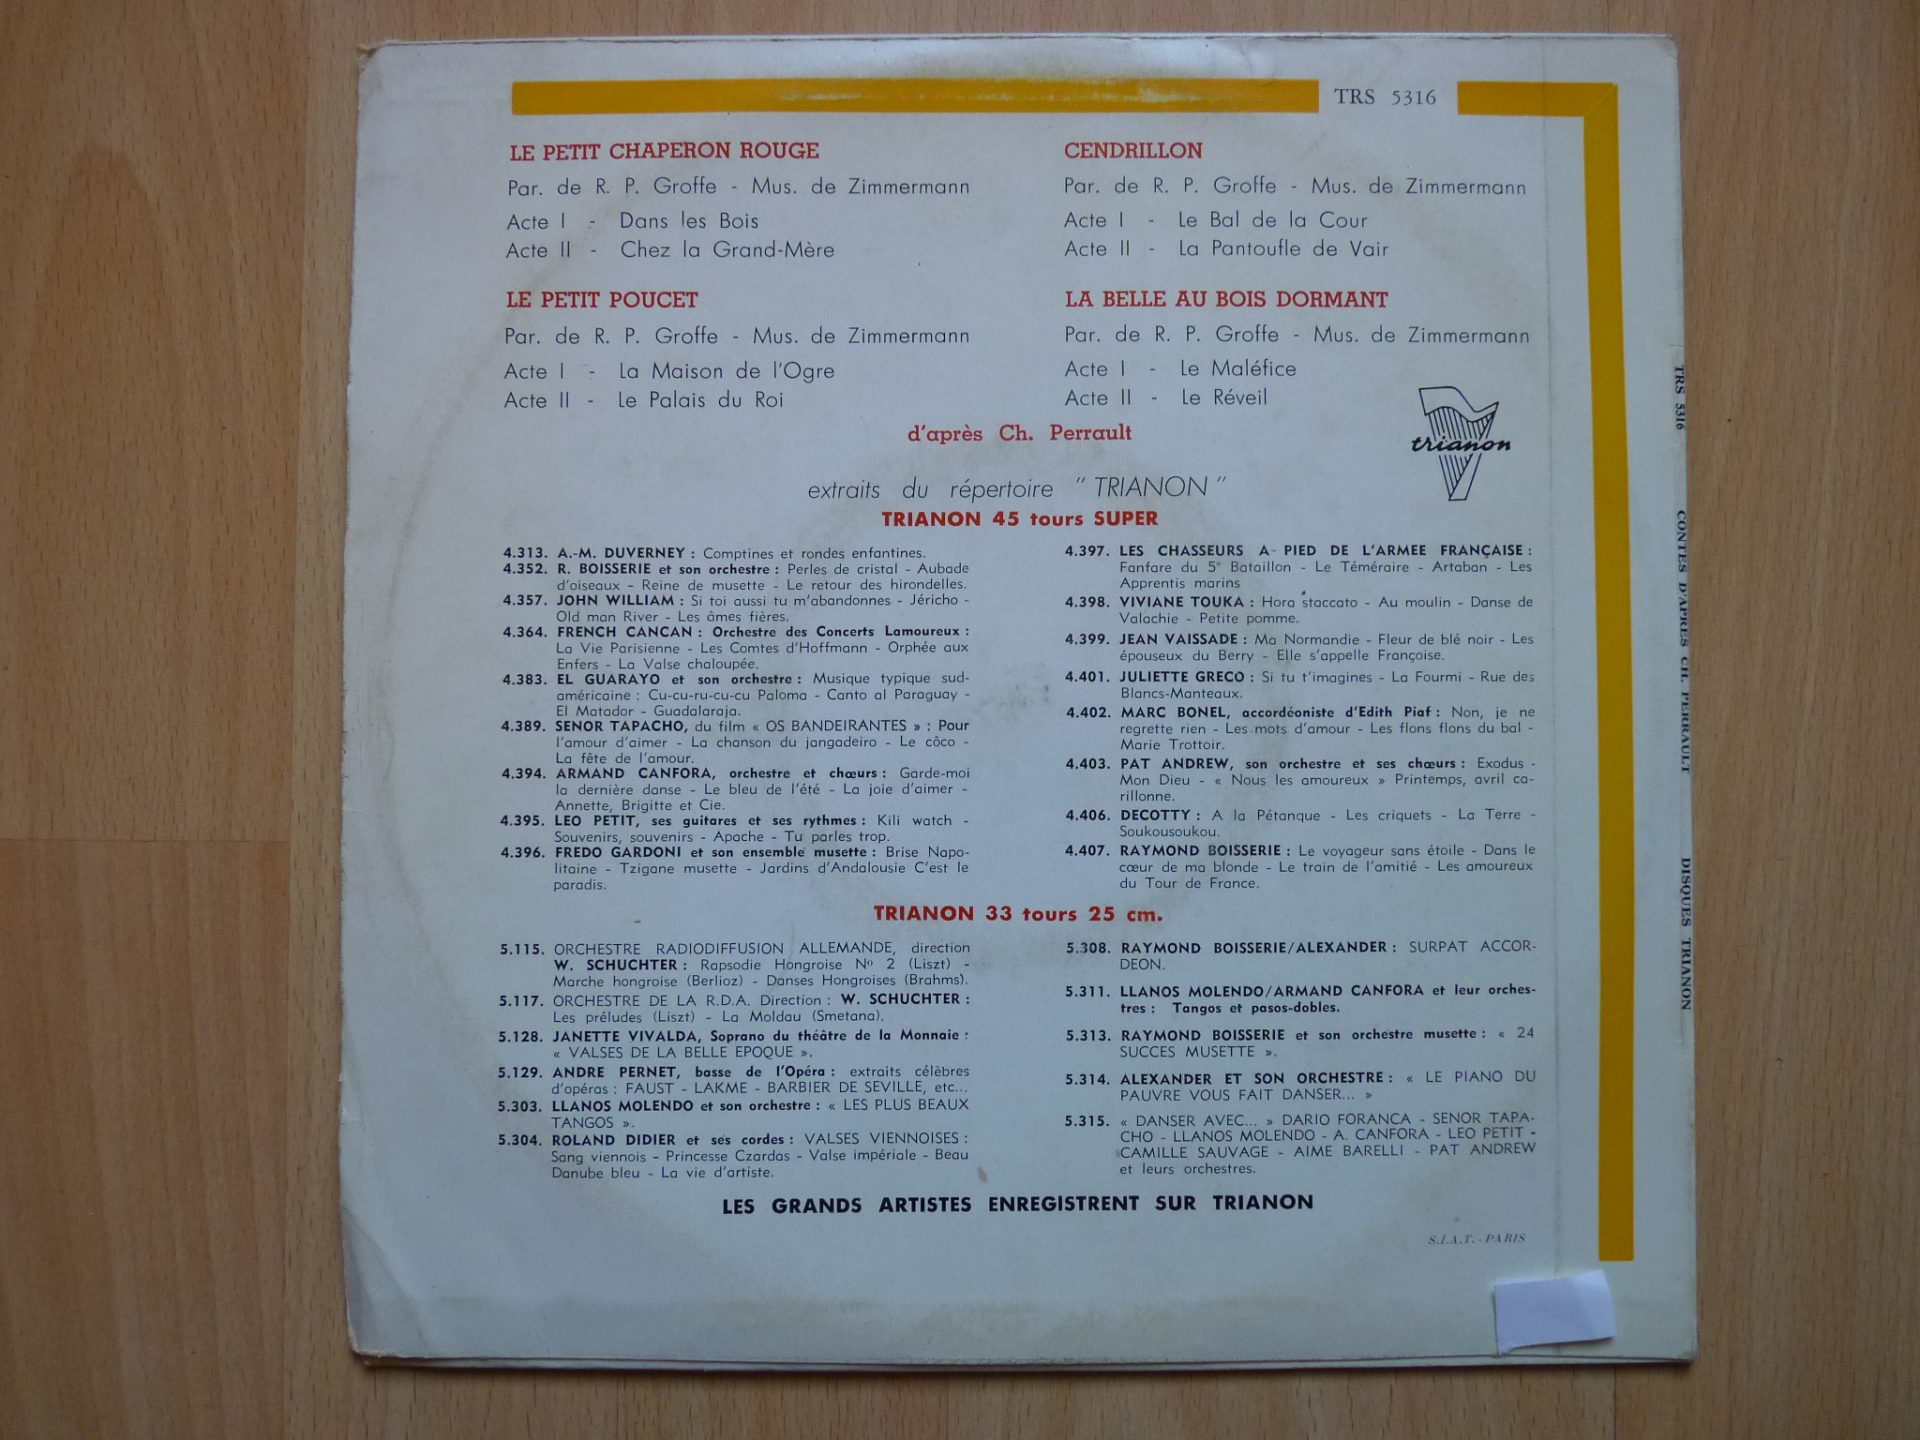 TRS 5316
LE PETIT CHAPERON ROUGE
Par. de R. P. Groffe - Mus. de Zimmermann
Acte I - Dans les Bois
Acte II - Chez la Grand-Mère
CENDRILLON
Par. de R. P. Groffe - Mus. de Zimmermann
Acte I - Le Bal de la Cour
Acte II - La Pantoufle de Vair
LE PETIT POUCET
Par. de R. P. Groffe - Mus. de Zimmermann
Acte I - La Maison de l'Ogre
Acte II - Le Palais du Roi
LA BELLE AU BOIS DORMANT
Par. de R. P. Groffe - Mus. de Zimmermann
Acte I - Le Maléfice
Acte II - Le Réveil
d'après Ch. Perrault
trianon
extraits du répertoire " TRIANON "
TRIANON 45 tours SUPER
4.313. A.-M. DUVERNEY : Comptines et rondes enfantines.
4.352. R. BOISSERIE et son orchestre : Perles de cristal - Aubade
d'oiseaux - Reine de musette - Le retour des hirondelles.
4.357. JOHN WILLIAM : Si toi aussi tu m'abandonnes - Jéricho -
Old man River - Les âmes fières.
4.364. FRENCH CANCAN : Orchestre des Concerts Lamoureux :
La Vie Parisienne - Les Comtes d'Hoffmann - Orphée aux
Enfers - La Valse chaloupée.
4.383. EL GUARAYO et son orchestre : Musique typique sud-
américaine : Cu-cu-ru-cu-cu Paloma - Canto al Paraguay -
El Matador - Guadalaraja.
4.389. SENOR TAPACHO, du film « OS BANDEIRANTES » : Pour
l'amour d'aimer - La chanson du jangadeiro - Le côco -
La fête de l'amour.
4.394. ARMAND CANFORA, orchestre et chœurs : Garde-moi
la dernière danse - Le bleu de l'été - La joie d'aimer -
Annette, Brigitte et Cie.
4.395. LEO PETIT, ses guitares et ses rythmes : Kili watch -
Souvenirs, souvenirs - Apache - Tu parles trop.
4.396. FREDO GARDONI et son ensemble musette : Brise Napo-
litaine - Tzigane musette - Jardins d'Andalousie C'est le
paradis.
4.397. LES CHASSEURS A PIED DE L'ARMEE FRANÇAISE :
Fanfare du 5e Bataillon - Le Téméraire - Artaban - Les
Apprentis marins
4.398. VIVIANE TOUKA : Hora staccato - Au moulin - Danse de
Valachie - Petite pomme.
4.399. JEAN VAISSADE : Ma Normandie - Fleur de blé noir - Les
épouseux du Berry - Elle s'appelle Françoise.
4.401. JULIETTE GRECO : Si tu t'imagines - La Fourmi - Rue des
Blancs-Manteaux.
4.402. MARC BONEL, accordéoniste d'Edith Piaf : Non, je ne
regrette rien - Les mots d'amour - Les flons flons du bal -
Marie Trottoir.
4.403. PAT ANDREW, son orchestre et ses chœurs : Exodus -
Mon Dieu - « Nous les amoureux » Printemps, avril ca-
rillonne.
4.406. DECOTTY : A la Pétanque - Les criquets - La Terre -
Soukousoukou.
4.407. RAYMOND BOISSERIE : Le voyageur sans étoile - Dans le
cœur de ma blonde - Le train de l'amitié - Les amoureux
du Tour de France.
TRIANON 33 tours 25 cm.
5.115. ORCHESTRE RADIODIFFUSION ALLEMANDE, direction
W. SCHUCHTER : Rapsodie Hongroise No 2 (Liszt) -
Marche hongroise (Berlioz) - Danses Hongroises (Brahms).
5.117. ORCHESTRE DE LA R.D.A. Direction : W. SCHUCHTER :
Les préludes (Liszt) - La Moldau (Smetana).
5.128. JANETTE VIVALDA, Soprano du théâtre de la Monnaie :
« VALSES DE LA BELLE EPOQUE ».
5.129. ANDRE PERNET, basse de l'Opéra : extraits célèbres
d'opéras : FAUST - LAKME - BARBIER DE SEVILLE, etc...
5.303. LLANOS MOLENDO et son orchestre : « LES PLUS BEAUX
TANGOS ».
5.304. ROLAND DIDIER et ses cordes : VALSES VIENNOISES :
Sang viennois - Princesse Czardas - Valse impériale - Beau
Danube bleu - La vie d'artiste.
5.308. RAYMOND BOISSERIE/ALEXANDER : SURPAT ACCOR-
DEON.
5.311. LLANOS MOLENDO/ARMAND CANFORA et leur orches-
tres : Tangos et pasos-dobles.
5.313. RAYMOND BOISSERIE et son orchestre musette : « 24
SUCCES MUSETTE ».
5.314. ALEXANDER ET SON ORCHESTRE : « LE PIANO DU
PAUVRE VOUS FAIT DANSER... »
5.315. « DANSER AVEC... » DARIO FORANCA - SENOR TAPA-
CHO - LLANOS MOLENDO - A. CANFORA - LEO PETIT -
CAMILLE SAUVAGE - AIME BARELLI - PAT ANDREW
et leurs orchestres.
LES GRANDS ARTISTES ENREGISTRENT SUR TRIANON
S.I.A.T. - PARIS
TRS 5316 CONTES D'APRÈS CH. PERRAULT DISQUES TRIANON